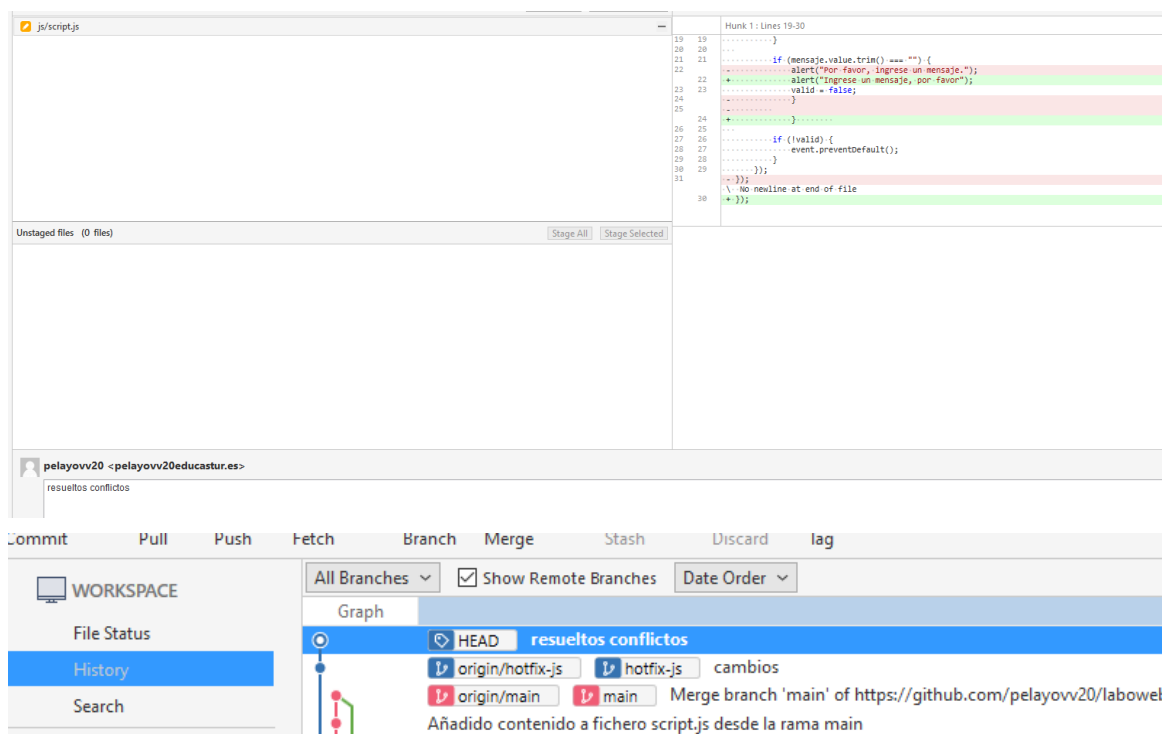 js/script.js
Hunk 1 : Lines 19-30
19 19 }
20 20
21 21 if (mensaje.value.trim() === "") {
22 - alert("Por favor, ingrese un mensaje.");
22 + alert("Ingrese un mensaje, por favor");
23 23 valid = false;
24 - }
25 -
24 + }
26 25
27 26 if (!valid) {
28 27 event.preventDefault();
29 28 }
30 29 });
31 - });
\ No newline at end of file
30 + });
Unstaged files (0 files)
Stage All Stage Selected
pelayovv20 <pelayovv20educastur.es>
resueltos conflictos
Commit Pull Push Fetch Branch Merge Stash Discard Tag
WORKSPACE
File Status
History
Search
All Branches Show Remote Branches Date Order
Graph
HEAD resueltos conflictos
origin/hotfix-js hotfix-js cambios
origin/main main Merge branch 'main' of https://github.com/pelayovv20/laboweb
Añadido contenido a fichero script.js desde la rama main